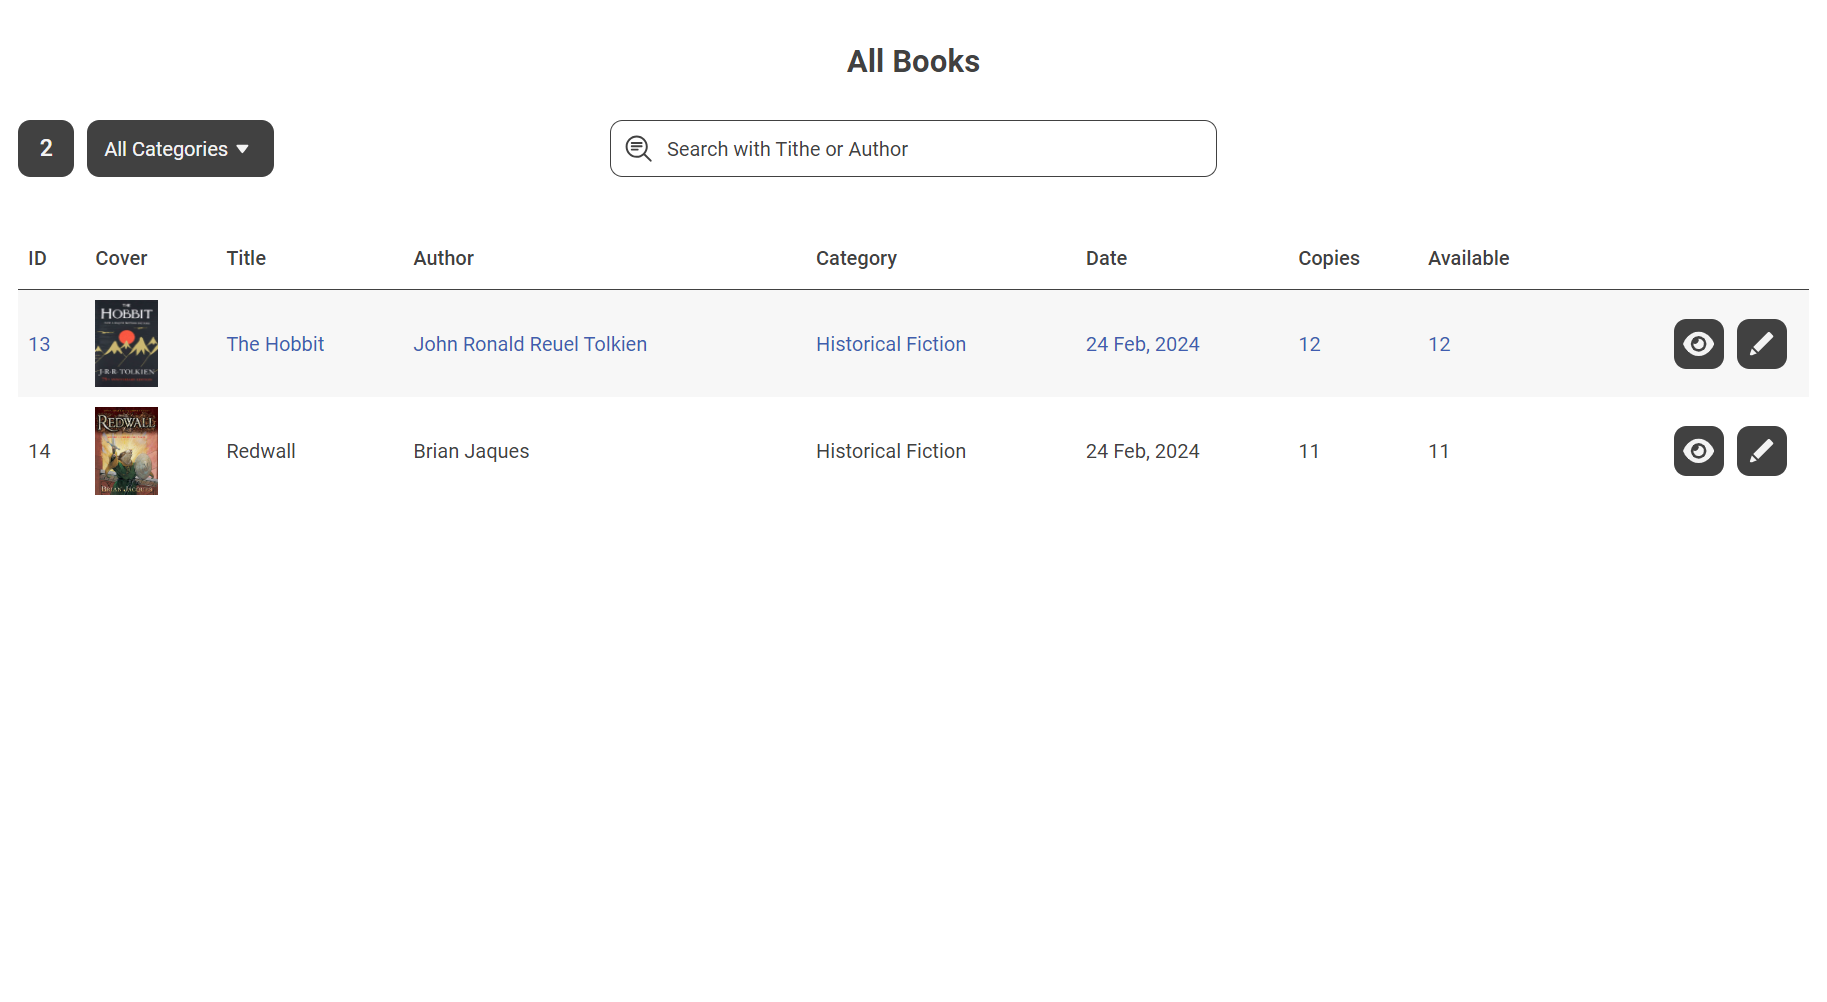 All Books
2
All Categories
Search with Tithe or Author
ID Cover Title Author Category Date Copies Available
THE
HOBBIT
J·R·R·TOLKIEN
13 The Hobbit John Ronald Reuel Tolkien Historical Fiction 24 Feb, 2024 12 12
REDWALL
BRIAN JACQUES
14 Redwall Brian Jaques Historical Fiction 24 Feb, 2024 11 11